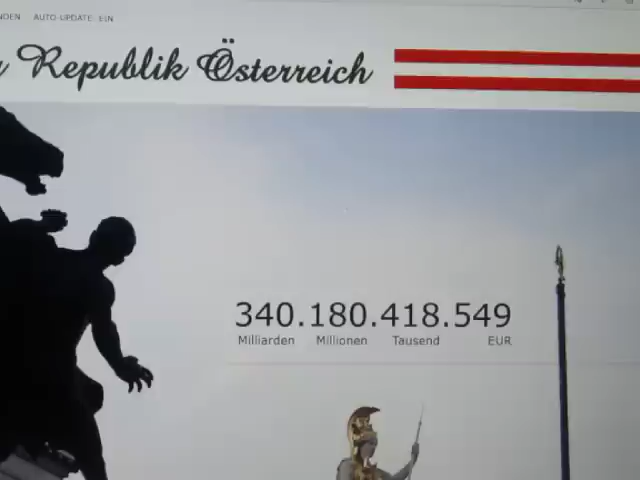 AUTO-UPDATE: EIN
Republik Österreich
340.180.418.549
Milliarden Millionen Tausend EUR